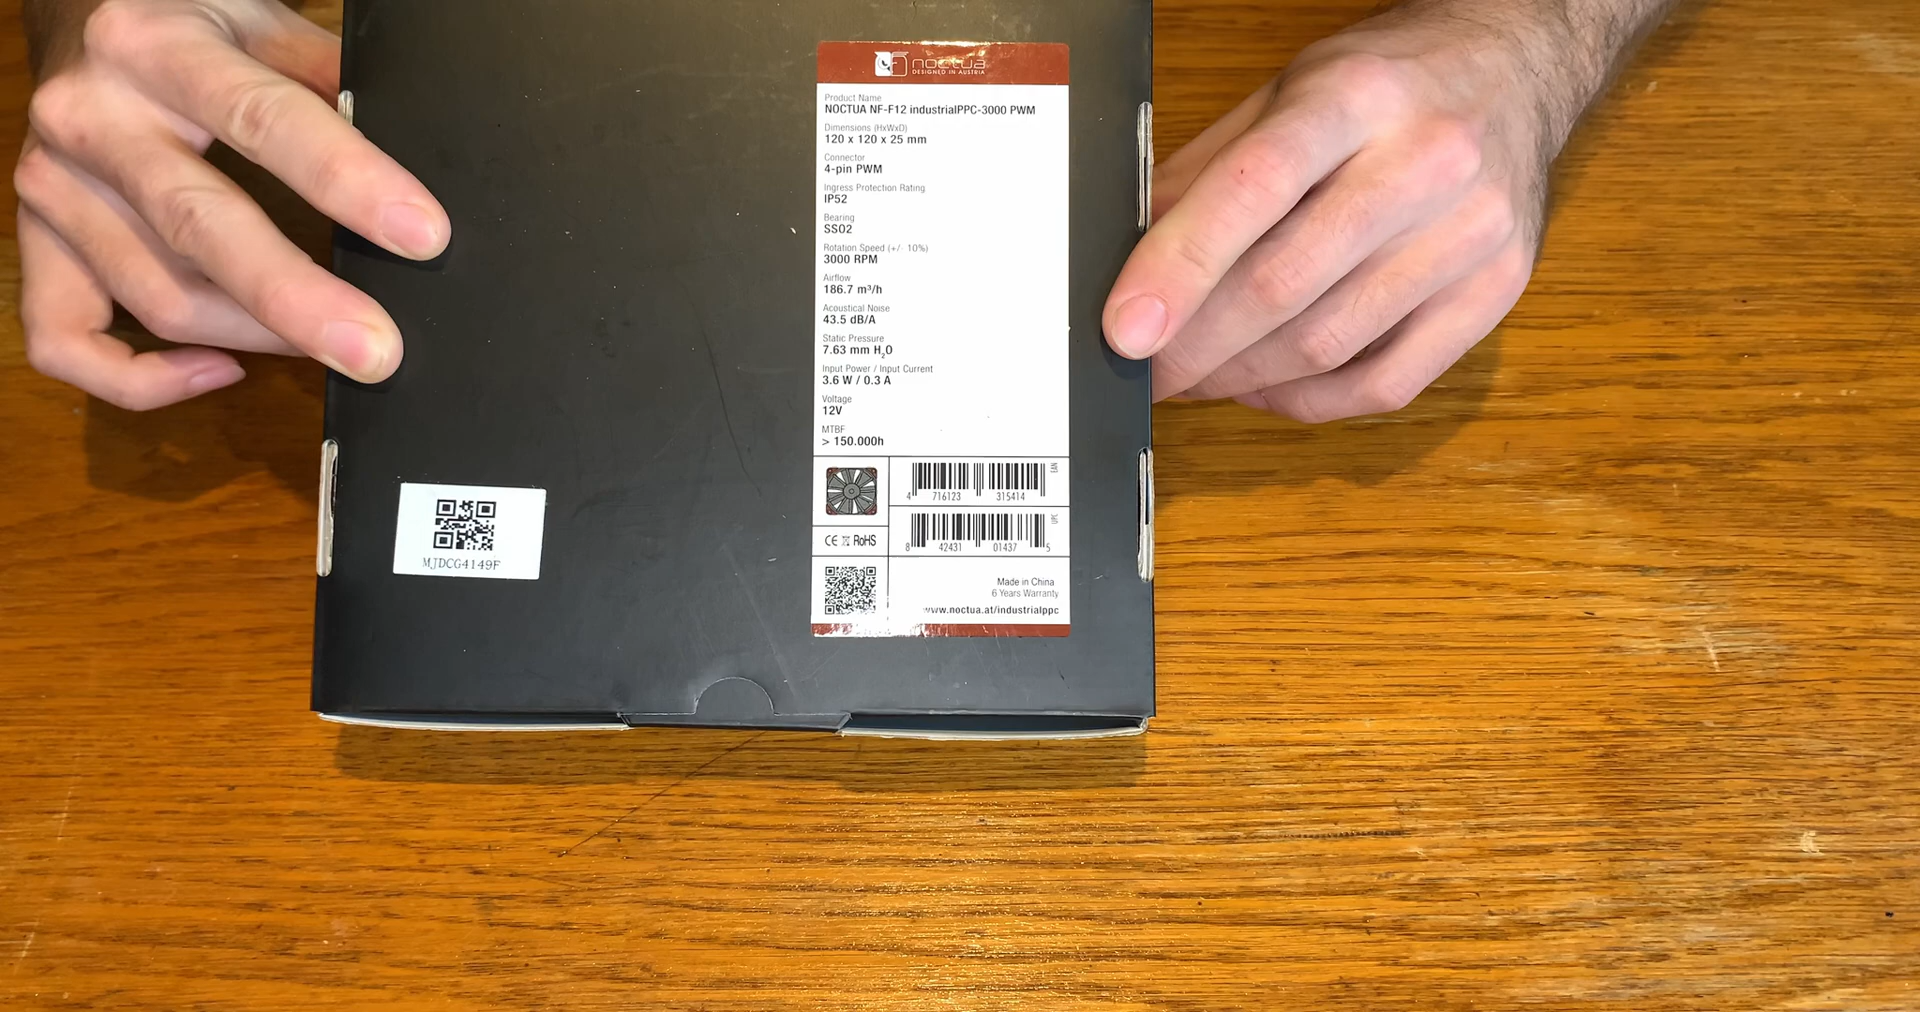 noctua
DESIGNED IN AUSTRIA
Product Name
NOCTUA NF-F12 industrialPPC-3000 PWM
Dimensions (HxWxD)
120 x 120 x 25 mm
Connector
4-pin PWM
Ingress Protection Rating
IP52
Bearing
SSO2
Rotation Speed (+/- 10%)
3000 RPM
Airflow
186.7 m³/h
Acoustical Noise
43.5 dB/A
Static Pressure
7.63 mm H₂O
Input Power / Input Current
3.6 W / 0.3 A
Voltage
12V
MTBF
> 150.000h
EAN
4 716123 315414
UPC
8 42431 01437 5
CE RoHS
Made in China
6 Years Warranty
www.noctua.at/industrialppc
MJDCG4149F